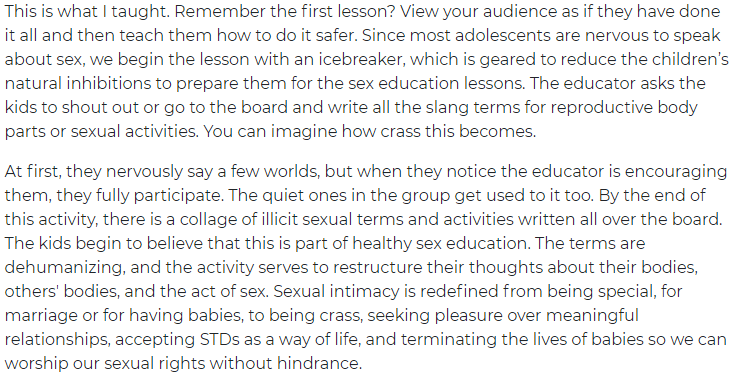 This is what I taught. Remember the first lesson? View your audience as if they have done
it all and then teach them how to do it safer. Since most adolescents are nervous to speak
about sex, we begin the lesson with an icebreaker, which is geared to reduce the children's
natural inhibitions to prepare them for the sex education lessons. The educator asks the
kids to shout out or go to the board and write all the slang terms for reproductive body
parts or sexual activities. You can imagine how crass this becomes.
At first, they nervously say a few worlds, but when they notice the educator is encouraging
them, they fully participate. The quiet ones in the group get used to it too. By the end of
this activity, there is a collage of illicit sexual terms and activities written all over the board.
The kids begin to believe that this is part of healthy sex education. The terms are
dehumanizing, and the activity serves to restructure their thoughts about their bodies,
others' bodies, and the act of sex. Sexual intimacy is redefined from being special, for
marriage or for having babies, to being crass, seeking pleasure over meaningful
relationships, accepting STDs as a way of life, and terminating the lives of babies so we can
worship our sexual rights without hindrance.